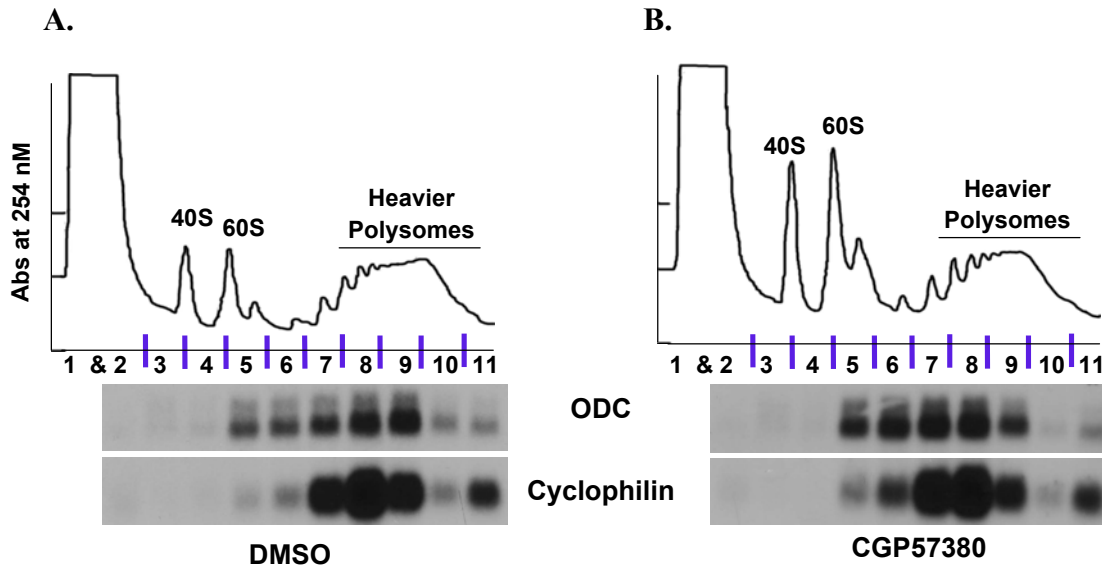 A.
Abs at 254 nM
40S
60S
Heavier
Polysomes
1 & 2 3 4 5 6 7 8 9 10 11
B.
40S
60S
Heavier
Polysomes
1 & 2 3 4 5 6 7 8 9 10 11
ODC
Cyclophilin
DMSO
CGP57380